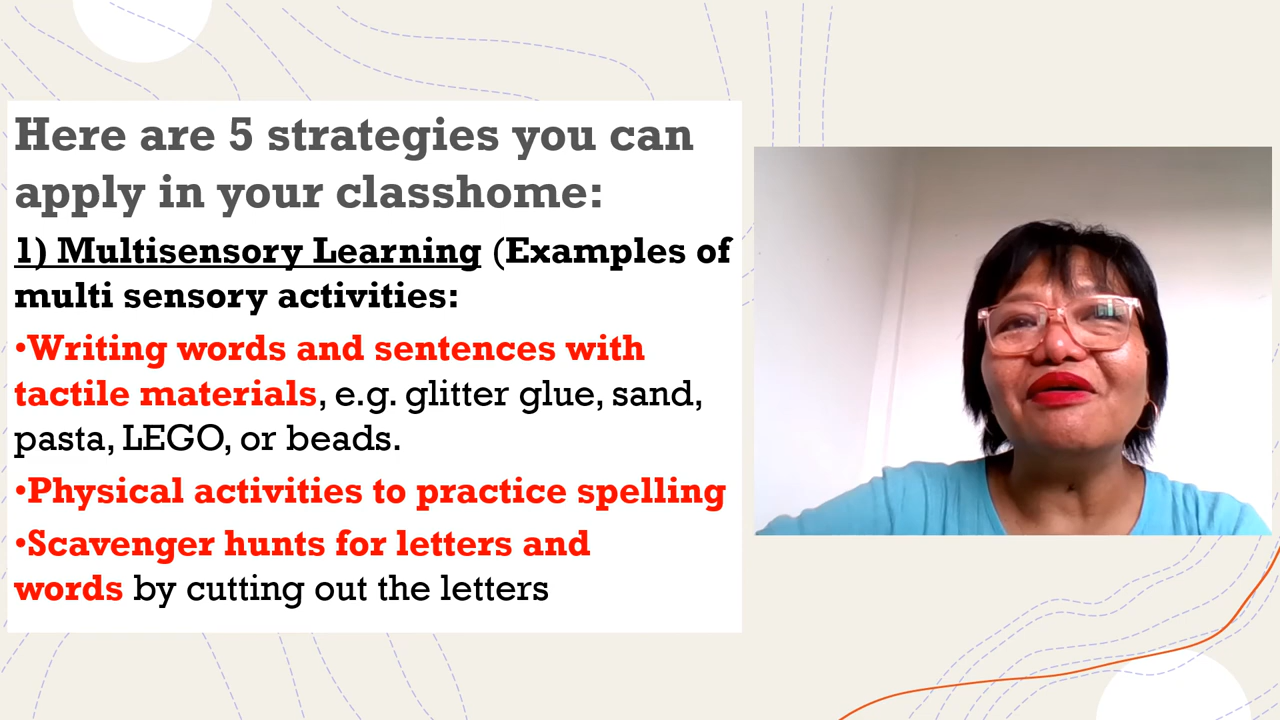 Here are 5 strategies you can
apply in your classhome:
1) Multisensory Learning (Examples of
multi sensory activities:
•Writing words and sentences with
tactile materials, e.g. glitter glue, sand,
pasta, LEGO, or beads.
•Physical activities to practice spelling
•Scavenger hunts for letters and
words by cutting out the letters